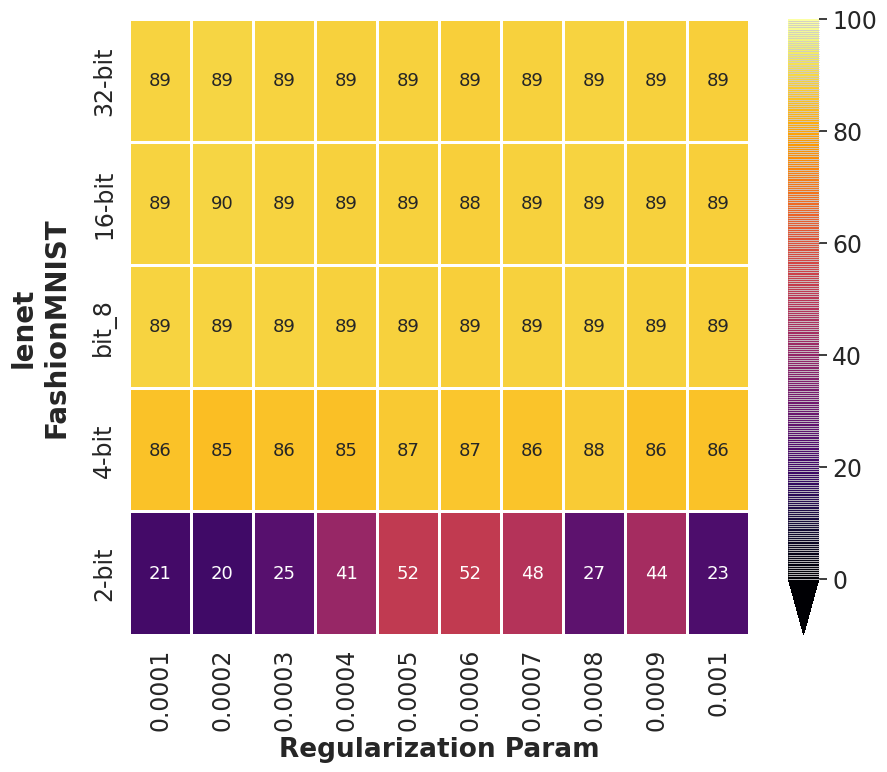 lenet
FashionMNIST
32-bit 89 89 89 89 89 89 89 89 89 89
16-bit 89 90 89 89 89 88 89 89 89 89
bit_8 89 89 89 89 89 89 89 89 89 89
4-bit 86 85 86 85 87 87 86 88 86 86
2-bit 21 20 25 41 52 52 48 27 44 23
0.0001 0.0002 0.0003 0.0004 0.0005 0.0006 0.0007 0.0008 0.0009 0.001
Regularization Param
100
80
60
40
20
0